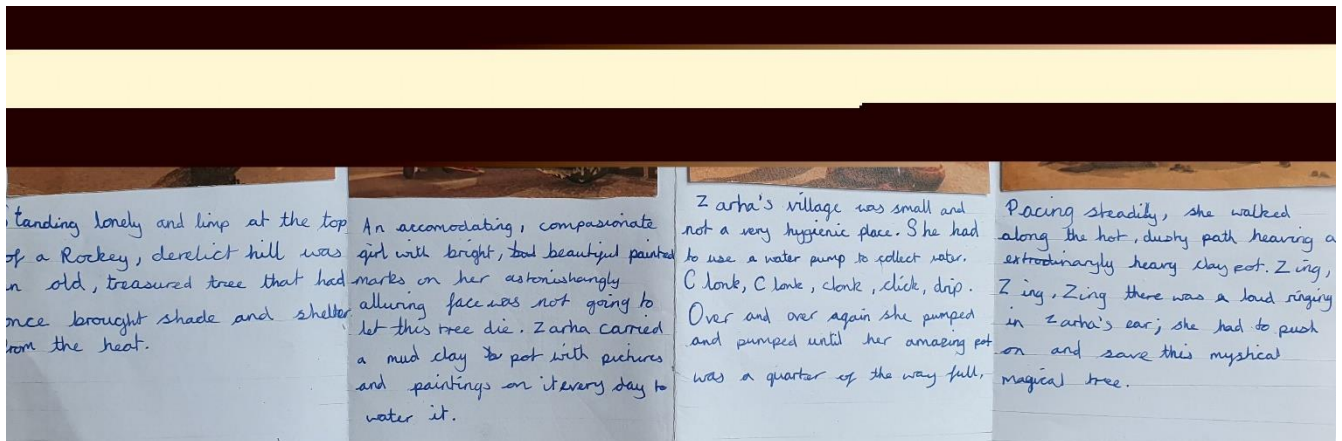 tanding lonely and limp at the top
of a Rockey, derelict hill was
n old, treasured tree that had
once brought shade and shelter
from the heat.
An accomodating, compasionate
girl with bright, beautiful painted
marks on her astonishangly
alluring face was not going to
let this tree die. Zarha carried
a mud clay pot with pichures
and paintings on it every day to
water it.
Zarha's village was small and
not a very hygienic place. She had
to use a water pump to collect water.
Clonk, Clonk, clonk, click, drip.
Over and over again she pumped
and pumped until her amazing pot
was a quarter of the way full.
Pacing steadily, she walked
along the hot, dusty path heaving a
extrodinaryly heavy clay pot. Zing,
Zing, Zing there was a loud ringing
in Zarha's ear; she had to push
on and save this mystical
magical tree.